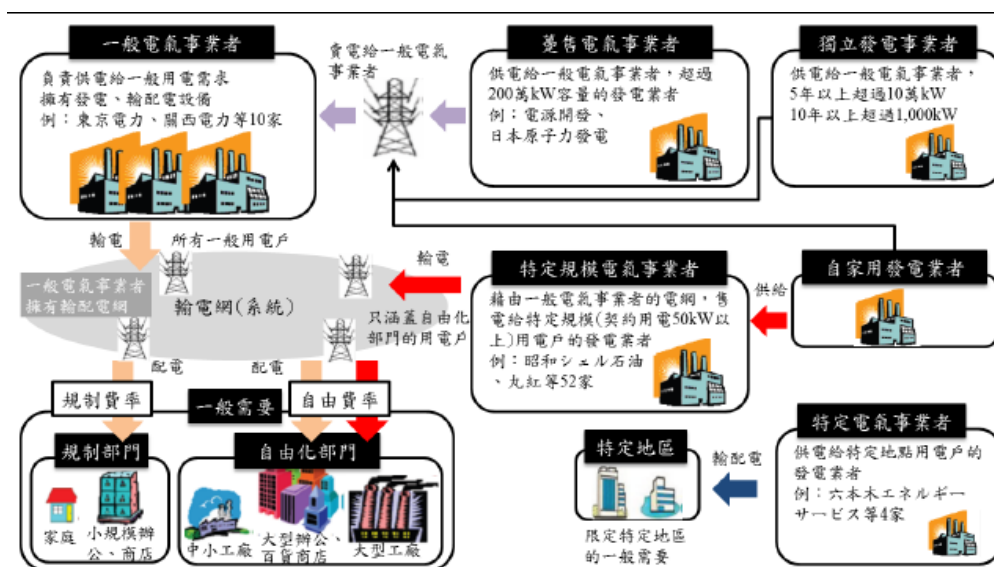 一般電氣事業者
負責供電給一般用電需求
擁有發電、輸配電設備
例：東京電力、關西電力等10家
賣電給一般電氣
事業者
躉售電氣事業者
供電給一般電氣事業者，超過
200萬kW容量的發電業者
例：電源開發、
日本原子力發電
獨立發電事業者
供電給一般電氣事業者，
5年以上超過10萬kW
10年以上超過1,000kW
輸電
所有一般用電戶
一般電氣事業者
擁有輸配電網
輸電網(系統)
只涵蓋自由化
部門的用電戶
輸電
特定規模電氣事業者
藉由一般電氣事業者的電網，售
電給特定規模(契約用電50kW以
上)用電戶的發電業者
例：昭和シェル石油
、丸紅等52家
供給
自家用發電業者
配電
配電
規制費率
一般需要
自由費率
規制部門
家庭
小規模辦
公、商店
自由化部門
中小工廠
大型辦公、
百貨商店
大型工廠
特定地區
限定特定地區
的一般需要
輸配電
特定電氣事業者
供電給特定地點用電戶的
發電業者
例：六本木エネルギー
サービス等4家